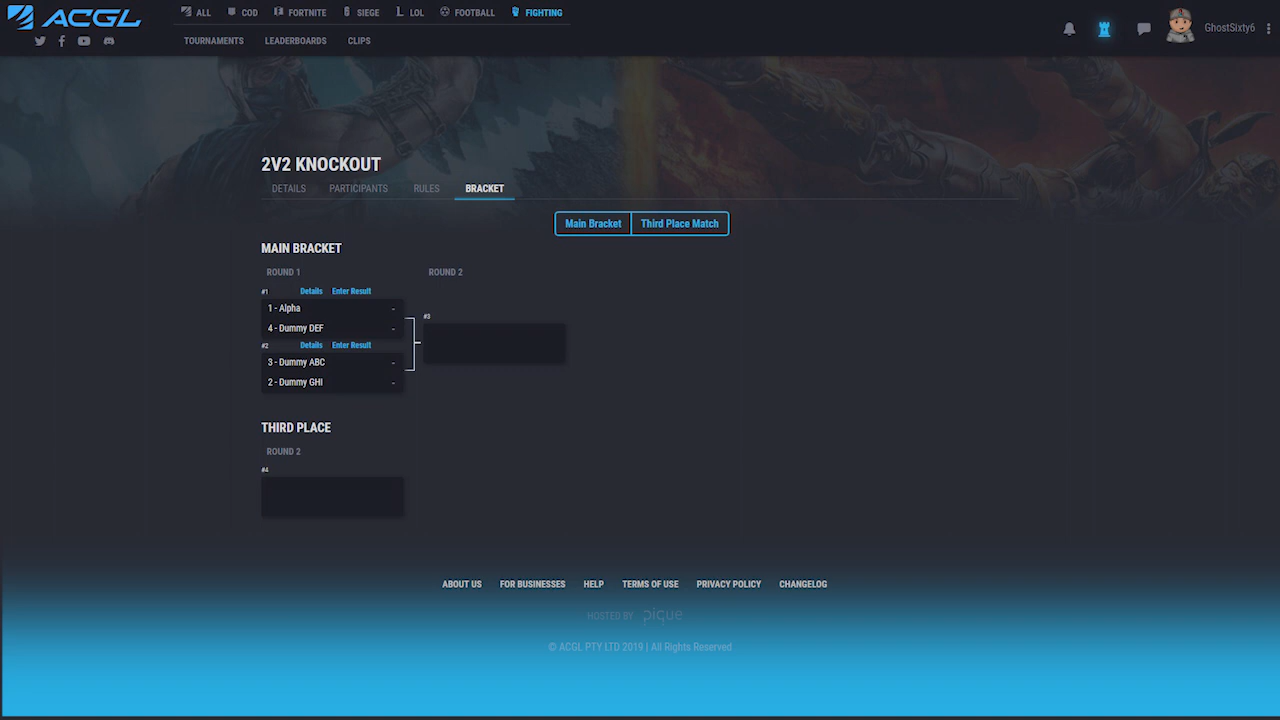 ACGL
ALL COD FORTNITE SIEGE LOL FOOTBALL FIGHTING
TOURNAMENTS LEADERBOARDS CLIPS
GhostSixty6
2V2 KNOCKOUT
DETAILS PARTICIPANTS RULES BRACKET
Main Bracket Third Place Match
MAIN BRACKET
ROUND 1 ROUND 2
#1 Details Enter Result
1 - Alpha -
#3
4 - Dummy DEF -
#2 Details Enter Result
3 - Dummy ABC -
2 - Dummy GHI -
THIRD PLACE
ROUND 2
#4
ABOUT US FOR BUSINESSES HELP TERMS OF USE PRIVACY POLICY CHANGELOG
HOSTED BY pique
© ACGL PTY LTD 2019 | All Rights Reserved